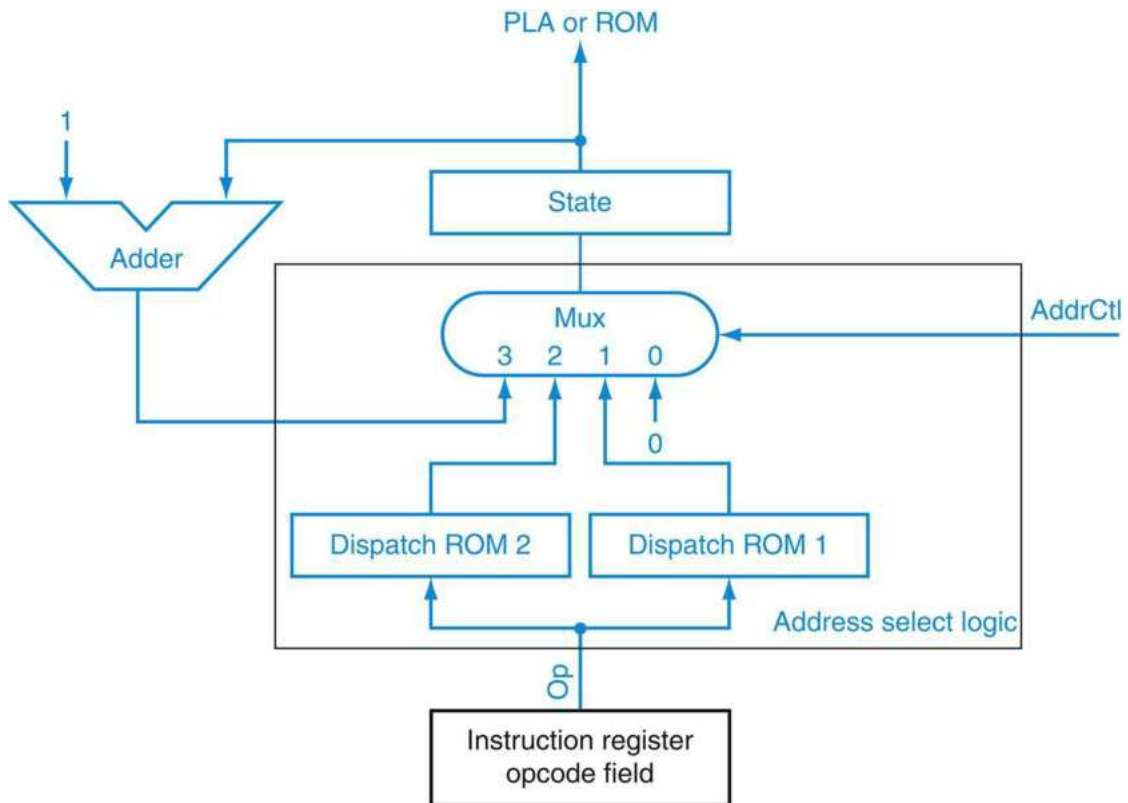 PLA or ROM
1
State
Adder
Mux
AddrCtl
3 2 1 0
0
Dispatch ROM 2
Dispatch ROM 1
Address select logic
Op
Instruction register
opcode field